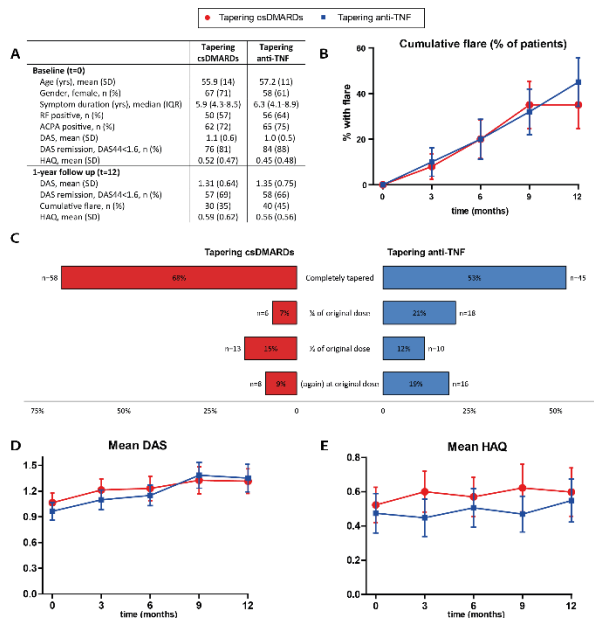 Tapering csDMARDs Tapering anti-TNF
A
Tapering csDMARDs Tapering anti-TNF
Baseline (t=0)
Age (yrs), mean (SD) 55.9 (14) 57.2 (11)
Gender, female, n (%) 67 (71) 58 (61)
Symptom duration (yrs), median (IQR) 5.9 (4.3-8.5) 6.3 (4.1-8.9)
RF positive, n (%) 50 (57) 56 (64)
ACPA positive, n (%) 62 (72) 65 (75)
DAS, mean (SD) 1.1 (0.6) 1.0 (0.5)
DAS remission, DAS44<1.6, n (%) 76 (81) 84 (88)
HAQ, mean (SD) 0.52 (0.47) 0.45 (0.48)
1-year follow up (t=12)
DAS, mean (SD) 1.31 (0.64) 1.35 (0.75)
DAS remission, DAS44<1.6, n (%) 57 (69) 58 (66)
Cumulative flare, n (%) 30 (35) 40 (45)
HAQ, mean (SD) 0.59 (0.62) 0.56 (0.56)
B
Cumulative flare (% of patients)
% with flare
60
40
20
0
0 3 6 9 12
time (months)
C
Tapering csDMARDs Tapering anti-TNF
n=58 68% Completely tapered 53% n=45
n=6 7% of original dose 21% n=18
n=13 15% of original dose 12% n=10
n=8 9% (again) at original dose 19% n=16
75% 50% 25% 0 0 25% 50%
D
Mean DAS
1.5
1.2
0.9
0.6
0.3
0.0
0 3 6 9 12
time (months)
E
Mean HAQ
0.8
0.6
0.4
0.2
0.0
0 3 6 9 12
time (months)